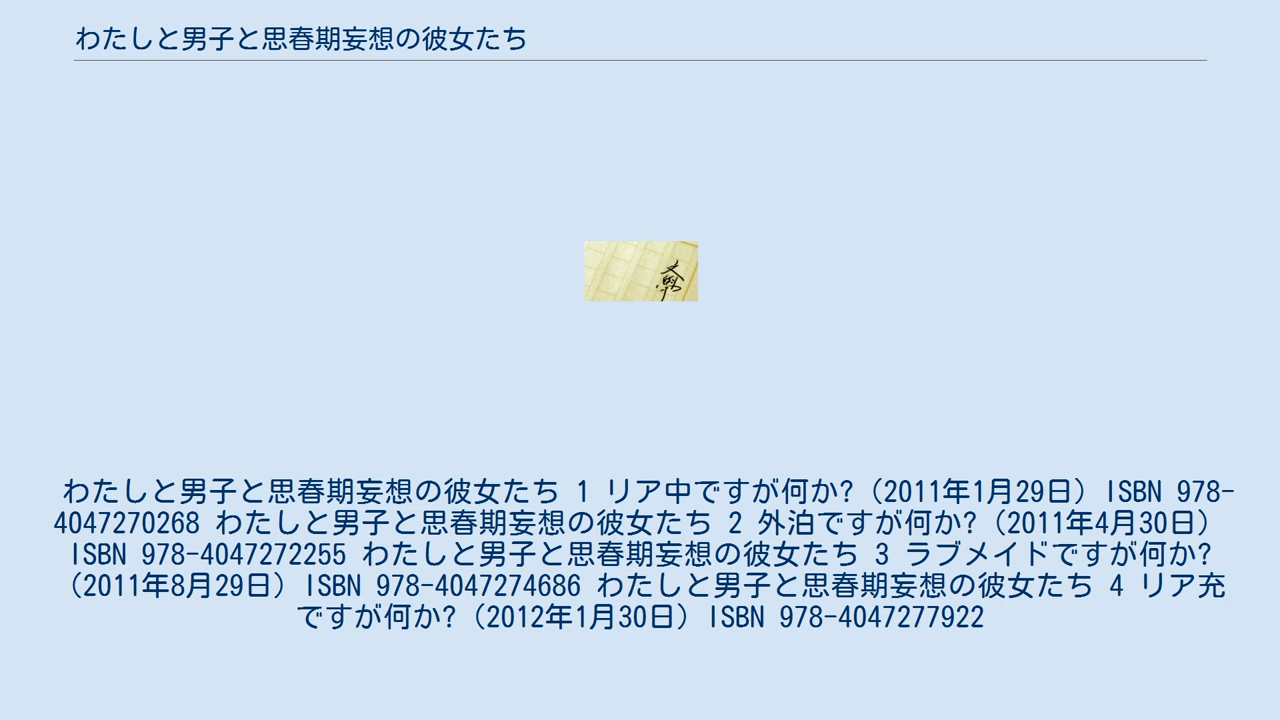 わたしと男子と思春期妄想の彼女たち
わたしと男子と思春期妄想の彼女たち 1 リア中ですが何か?（2011年1月29日）ISBN 978-
4047270268 わたしと男子と思春期妄想の彼女たち 2 外泊ですが何か?（2011年4月30日）
ISBN 978-4047272255 わたしと男子と思春期妄想の彼女たち 3 ラブメイドですが何か?
（2011年8月29日）ISBN 978-4047274686 わたしと男子と思春期妄想の彼女たち 4 リア充
ですが何か?（2012年1月30日）ISBN 978-4047277922